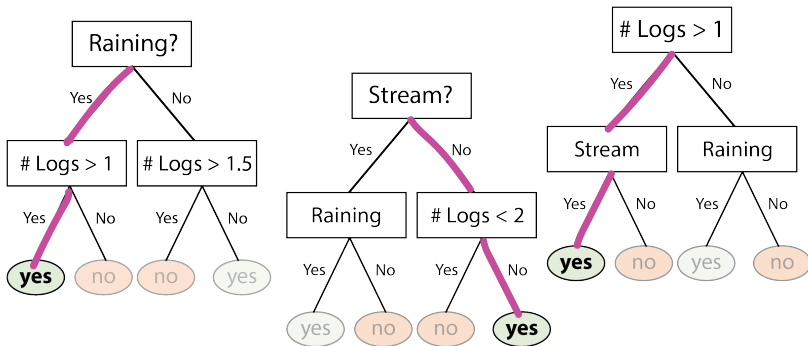 Raining?
Yes
No
# Logs > 1
# Logs > 1.5
Yes
No
Yes
No
yes
no
no
yes
Stream?
Yes
No
Raining
# Logs < 2
Yes
No
Yes
No
yes
no
no
yes
# Logs > 1
Yes
No
Stream
Raining
Yes
No
Yes
No
yes
no
yes
no